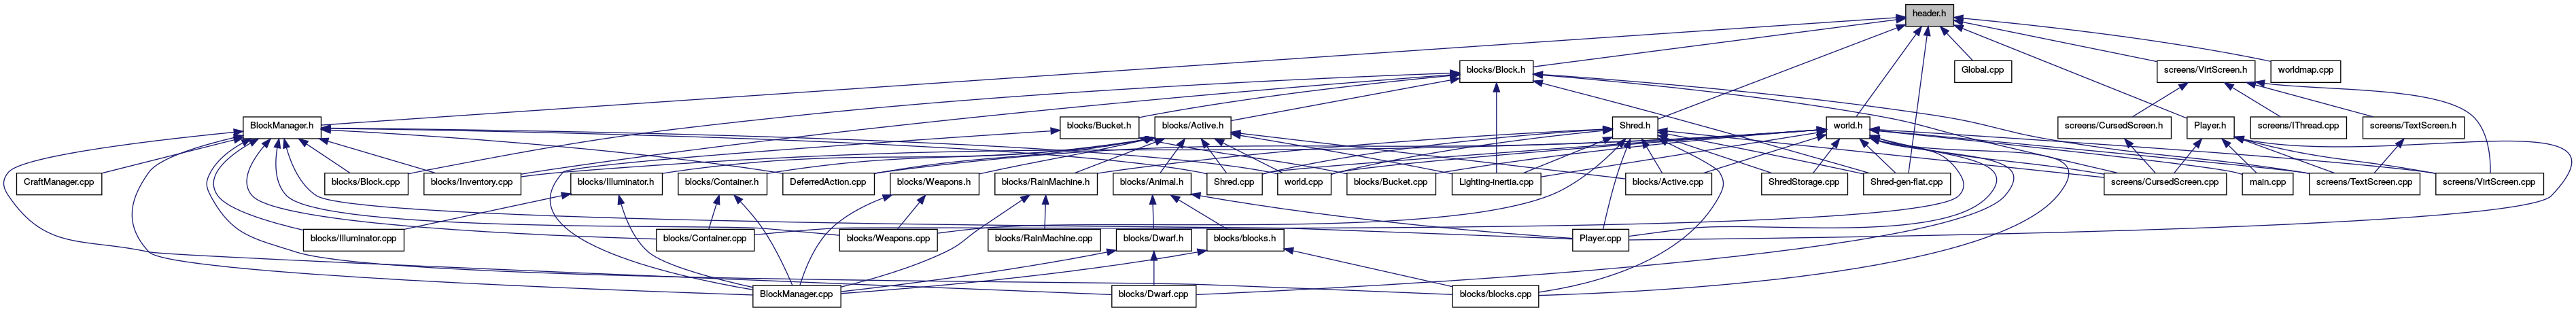 header.h
blocks/Block.h
Global.cpp
screens/VirtScreen.h
worldmap.cpp
BlockManager.h
blocks/Bucket.h
blocks/Active.h
Shred.h
world.h
screens/CursedScreen.h
Player.h
screens/IThread.cpp
screens/TextScreen.h
CraftManager.cpp
blocks/Block.cpp
blocks/Inventory.cpp
blocks/Illuminator.h
blocks/Container.h
DeferredAction.cpp
blocks/Weapons.h
blocks/RainMachine.h
blocks/Animal.h
Shred.cpp
world.cpp
blocks/Bucket.cpp
Lighting-inertia.cpp
blocks/Active.cpp
ShredStorage.cpp
Shred-gen-flat.cpp
screens/CursedScreen.cpp
main.cpp
screens/TextScreen.cpp
screens/VirtScreen.cpp
blocks/Illuminator.cpp
blocks/Container.cpp
blocks/Weapons.cpp
blocks/RainMachine.cpp
blocks/Dwarf.h
blocks/blocks.h
Player.cpp
blocks/Dwarf.cpp
BlockManager.cpp
blocks/blocks.cpp